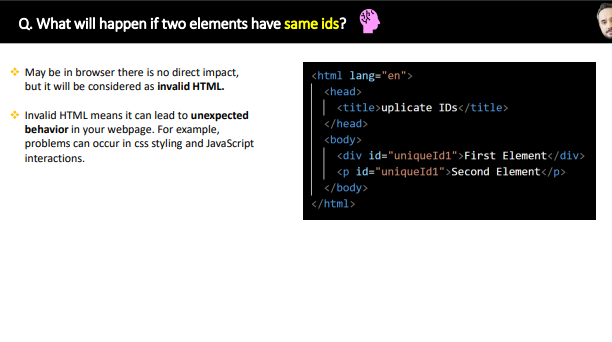 Q. What will happen if two elements have same ids?
❖ May be in browser there is no direct impact,
but it will be considered as invalid HTML.
❖ Invalid HTML means it can lead to unexpected
behavior in your webpage. For example,
problems can occur in css styling and JavaScript
interactions.
<html lang="en">
<head>
<title>uplicate IDs</title>
</head>
<body>
<div id="uniqueId1">First Element</div>
<p id="uniqueId1">Second Element</p>
</body>
</html>